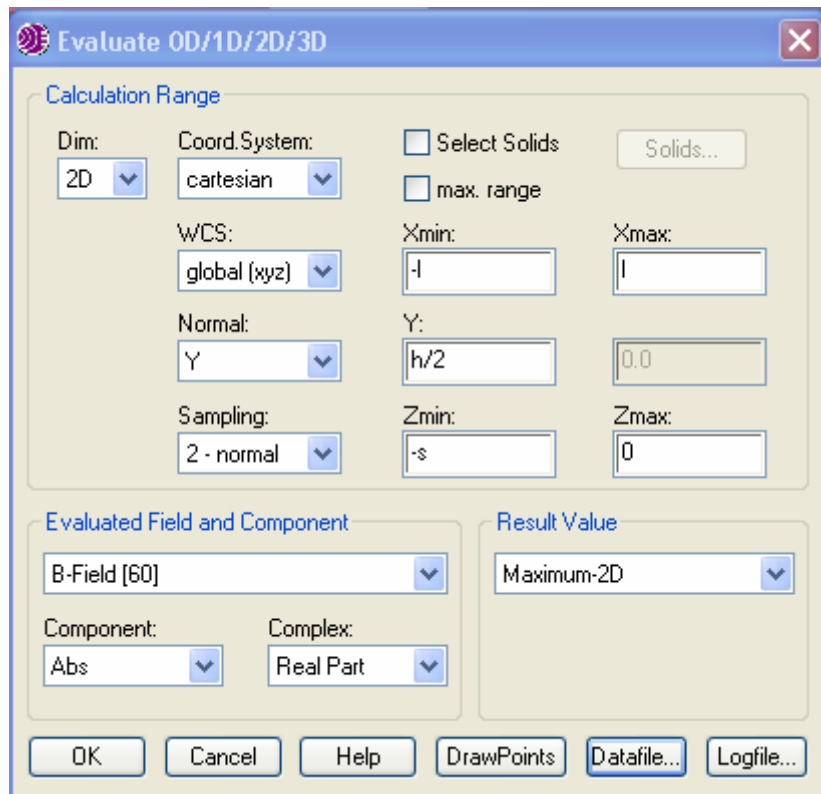 Evaluate 0D/1D/2D/3D
Calculation Range
Dim: Coord.System: Select Solids Solids...
2D cartesian max. range
WCS: Xmin: Xmax:
global (xyz) -l l
Normal: Y:
Y h/2 0.0
Sampling: Zmin: Zmax:
2 - normal -s 0
Evaluated Field and Component Result Value
B-Field [60] Maximum-2D
Component: Complex:
Abs Real Part
OK Cancel Help DrawPoints Datafile... Logfile...